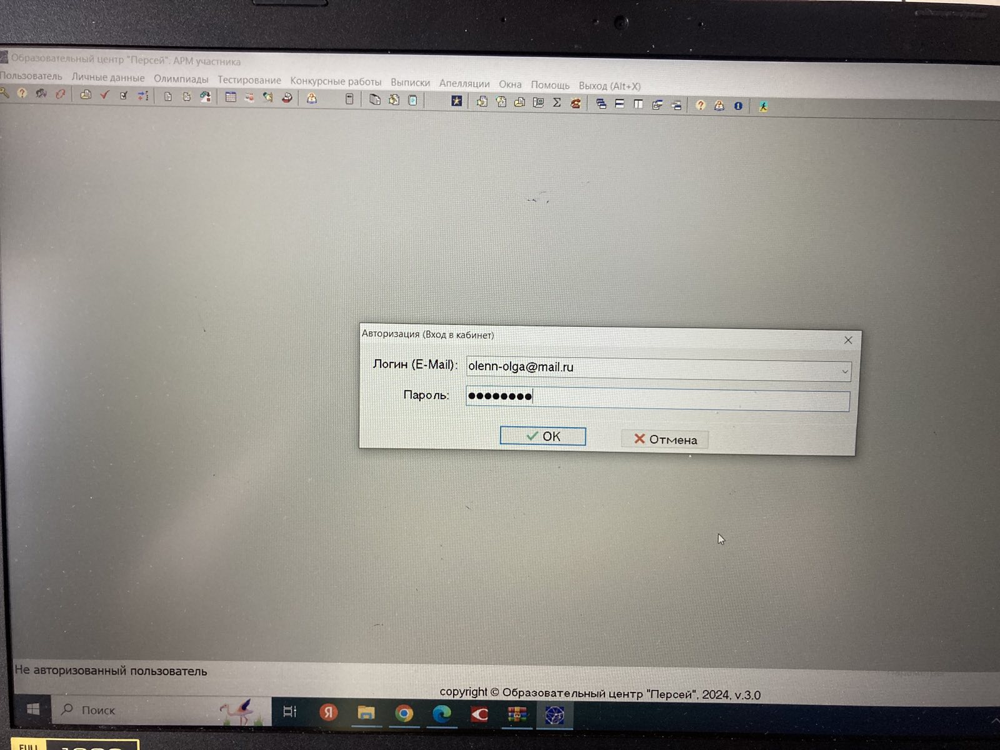 Образовательный центр "Персей". АРМ участника
Пользователь Личные данные Олимпиады Тестирование Конкурсные работы Выписки Апелляции Окна Помощь Выход (Alt+X)
Авторизация (Вход в кабинет)
Логин (E-Mail): olenn-olga@mail.ru
Пароль: ●●●●●●●●
OK
Отмена
Не авторизованный пользователь
copyright © Образовательный центр "Персей", 2024, v.3.0
Поиск
Я
FULL